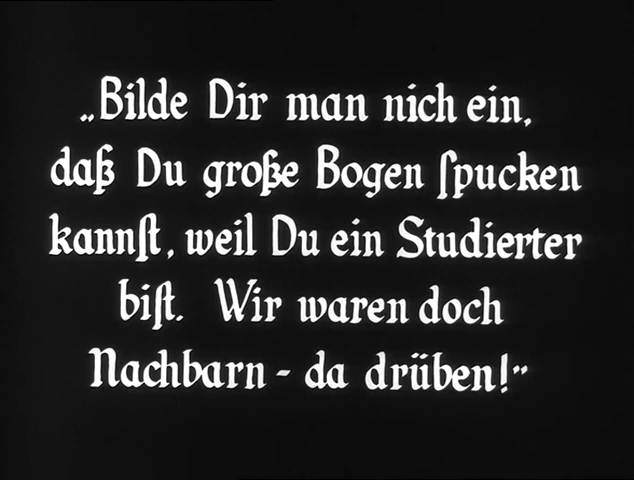 „Bilde Dir man nich ein,
daß Du große Bogen ſpucken
kannſt, weil Du ein Studierter
biſt. Wir waren doch
Nachbarn - da drüben!“